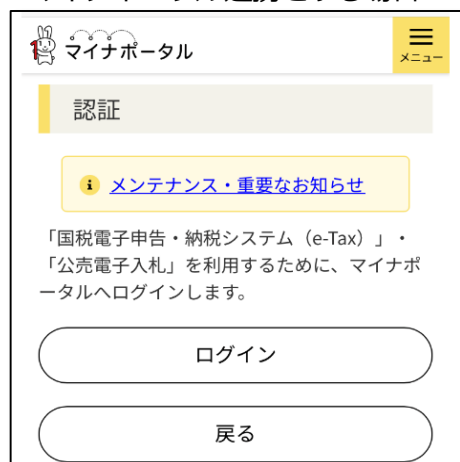 マイナポータル
メニュー
認証
メンテナンス・重要なお知らせ
「国税電子申告・納税システム（e-Tax）」・
「公売電子入札」を利用するために、マイナポ
ータルへログインします。
ログイン
戻る